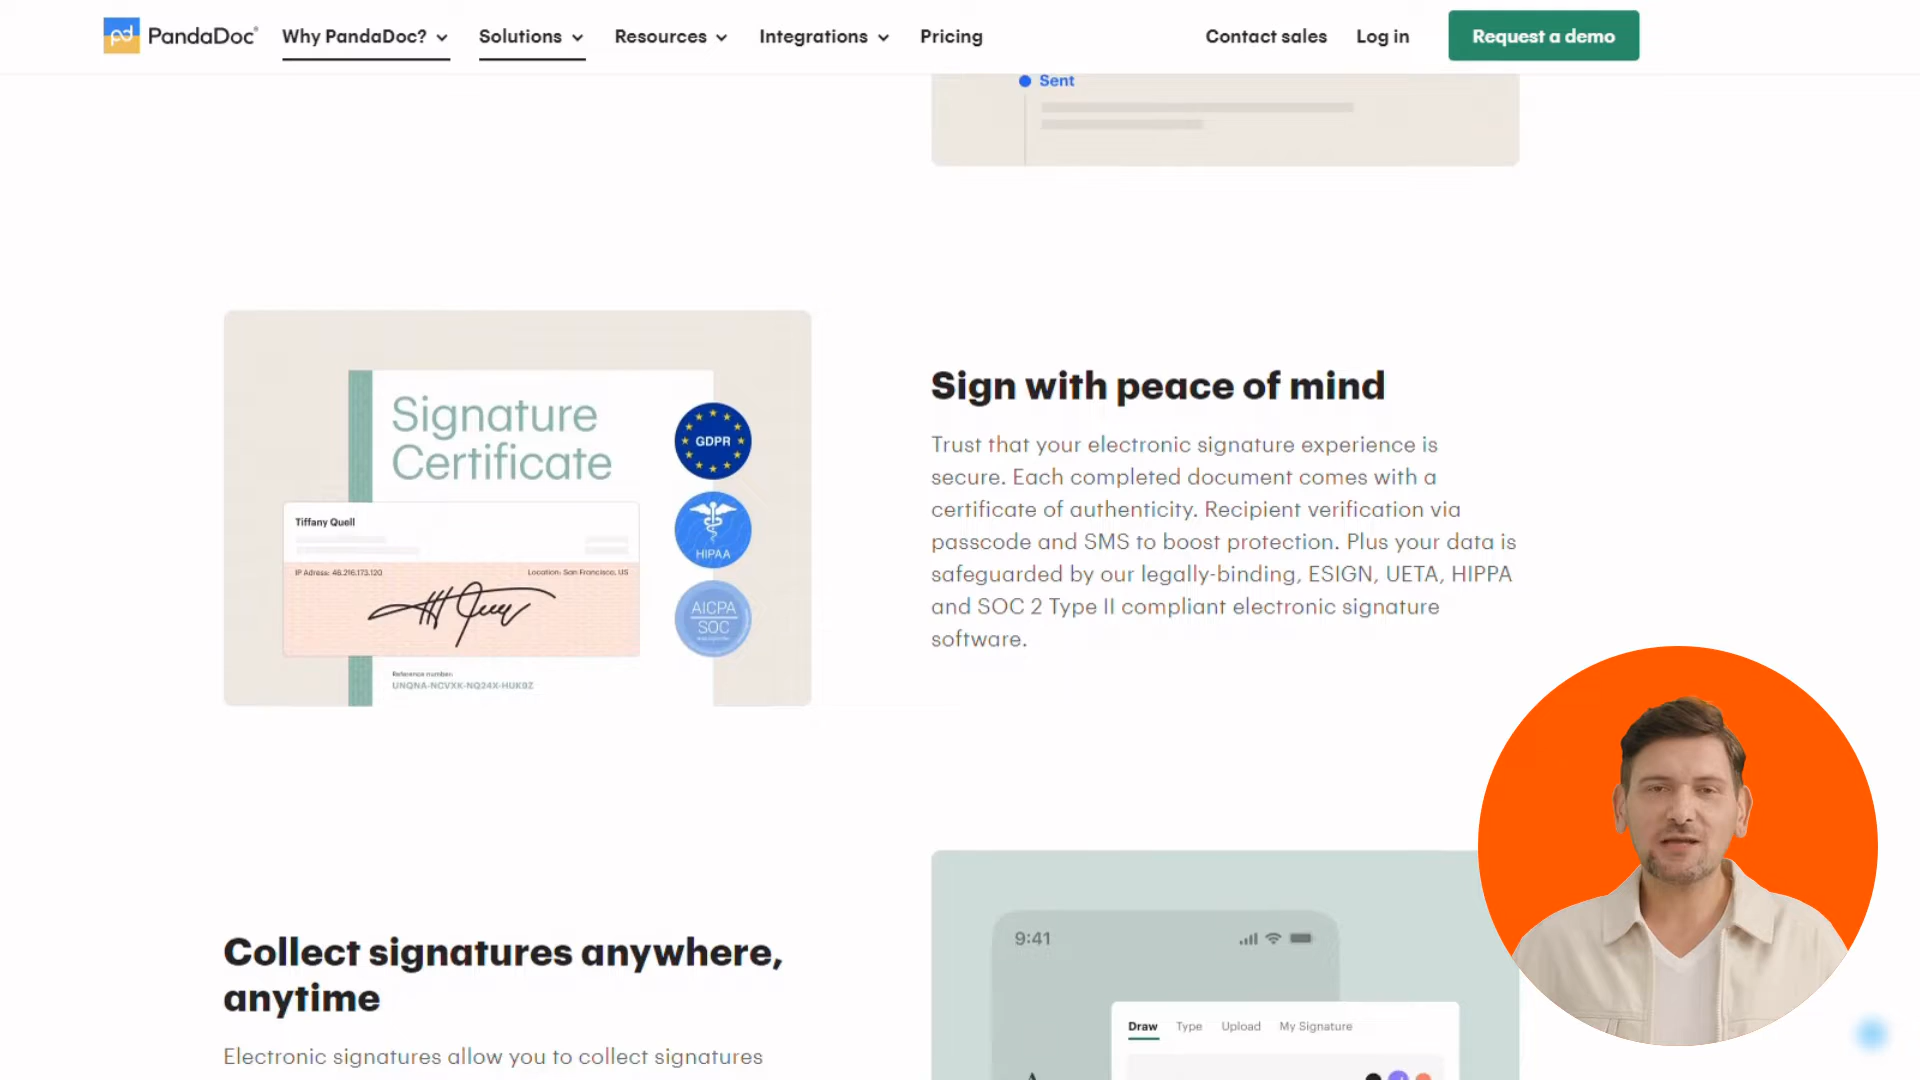 pd PandaDoc
Why PandaDoc?
Solutions
Resources
Integrations
Pricing
Contact sales
Log in
Request a demo
Sent
Signature
Certificate
GDPR
Tiffany Quell
HIPAA
IP Adress: 48.216.173.120
Location: San Francisco, US
AICPA
SOC
Reference number:
UNQNA-NCVXK-NQ24X-HUK9Z
Sign with peace of mind
Trust that your electronic signature experience is
secure. Each completed document comes with a
certificate of authenticity. Recipient verification via
passcode and SMS to boost protection. Plus your data is
safeguarded by our legally-binding, ESIGN, UETA, HIPPA
and SOC 2 Type II compliant electronic signature
software.
Collect signatures anywhere,
anytime
Electronic signatures allow you to collect signatures
9:41
Draw
Type
Upload
My Signature